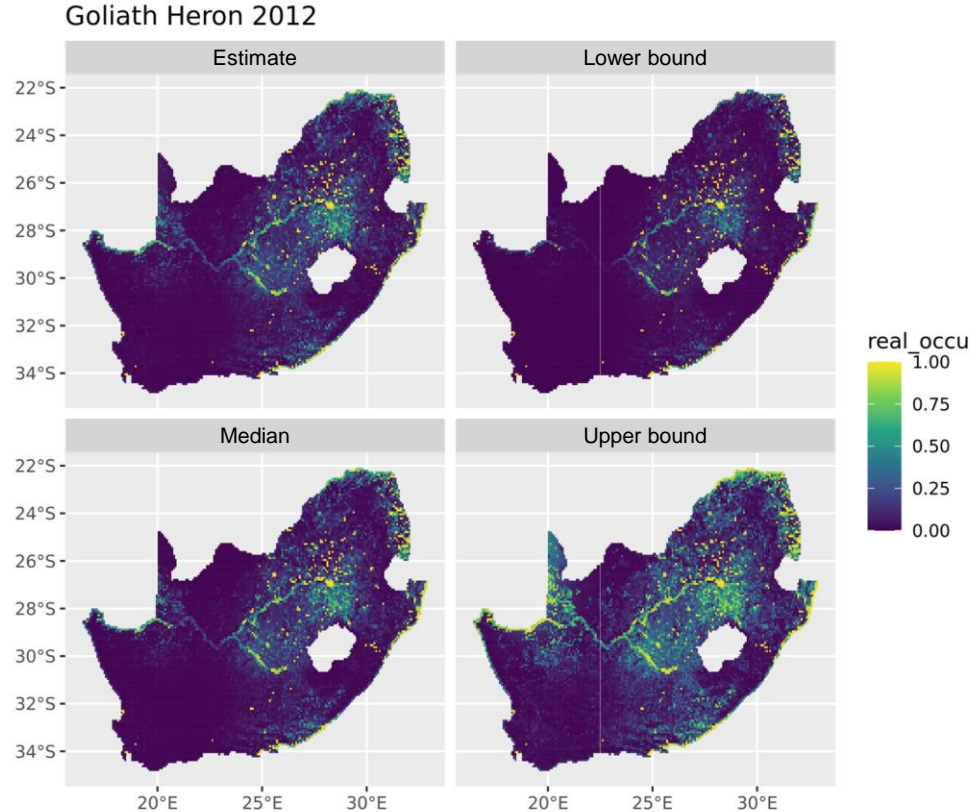 Goliath Heron 2012
Estimate
Lower bound
22°S
24°S
26°S
28°S
30°S
32°S
34°S
Median
Upper bound
22°S
24°S
26°S
28°S
30°S
32°S
34°S
20°E
25°E
30°E
20°E
25°E
30°E
real_occu
1.00
0.75
0.50
0.25
0.00